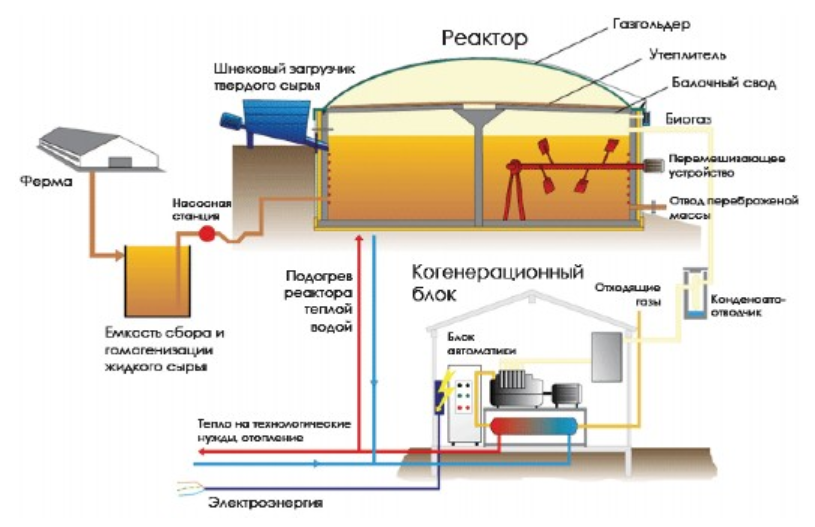 Газгольдер
Реактор
Утеплитель
Шнековый загрузчик
твердого сырья
Балочный свод
Биогаз
Ферма
Перемешивающее
устройство
Насосная
станция
Отвод переброженой
массы
Подогрев
реактора
теплой
водой
Когенерационный
блок
Отходящие
газы
Конденсато-
отводчик
Емкость сбора и
гомогенизации
жидкого сырья
Блок
автоматики
Тепло на технологические
нужды, отопление
Электроэнергия